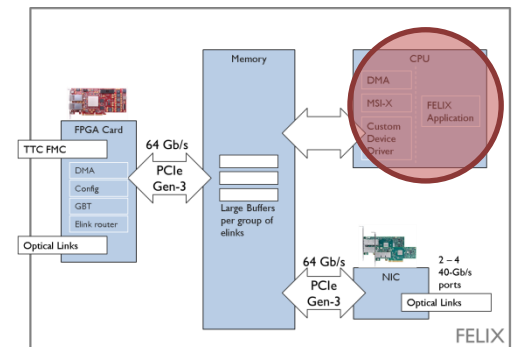 Memory
CPU
DMA
MSI-X
Custom
Device
Driver
FELIX
Application
FPGA Card
TTC FMC
DMA
Config
GBT
Elink router
Optical Links
64 Gb/s
PCIe
Gen-3
Large Buffers
per group of
elinks
64 Gb/s
PCIe
Gen-3
NIC
2 – 4
40-Gb/s
ports
Optical Links
FELIX